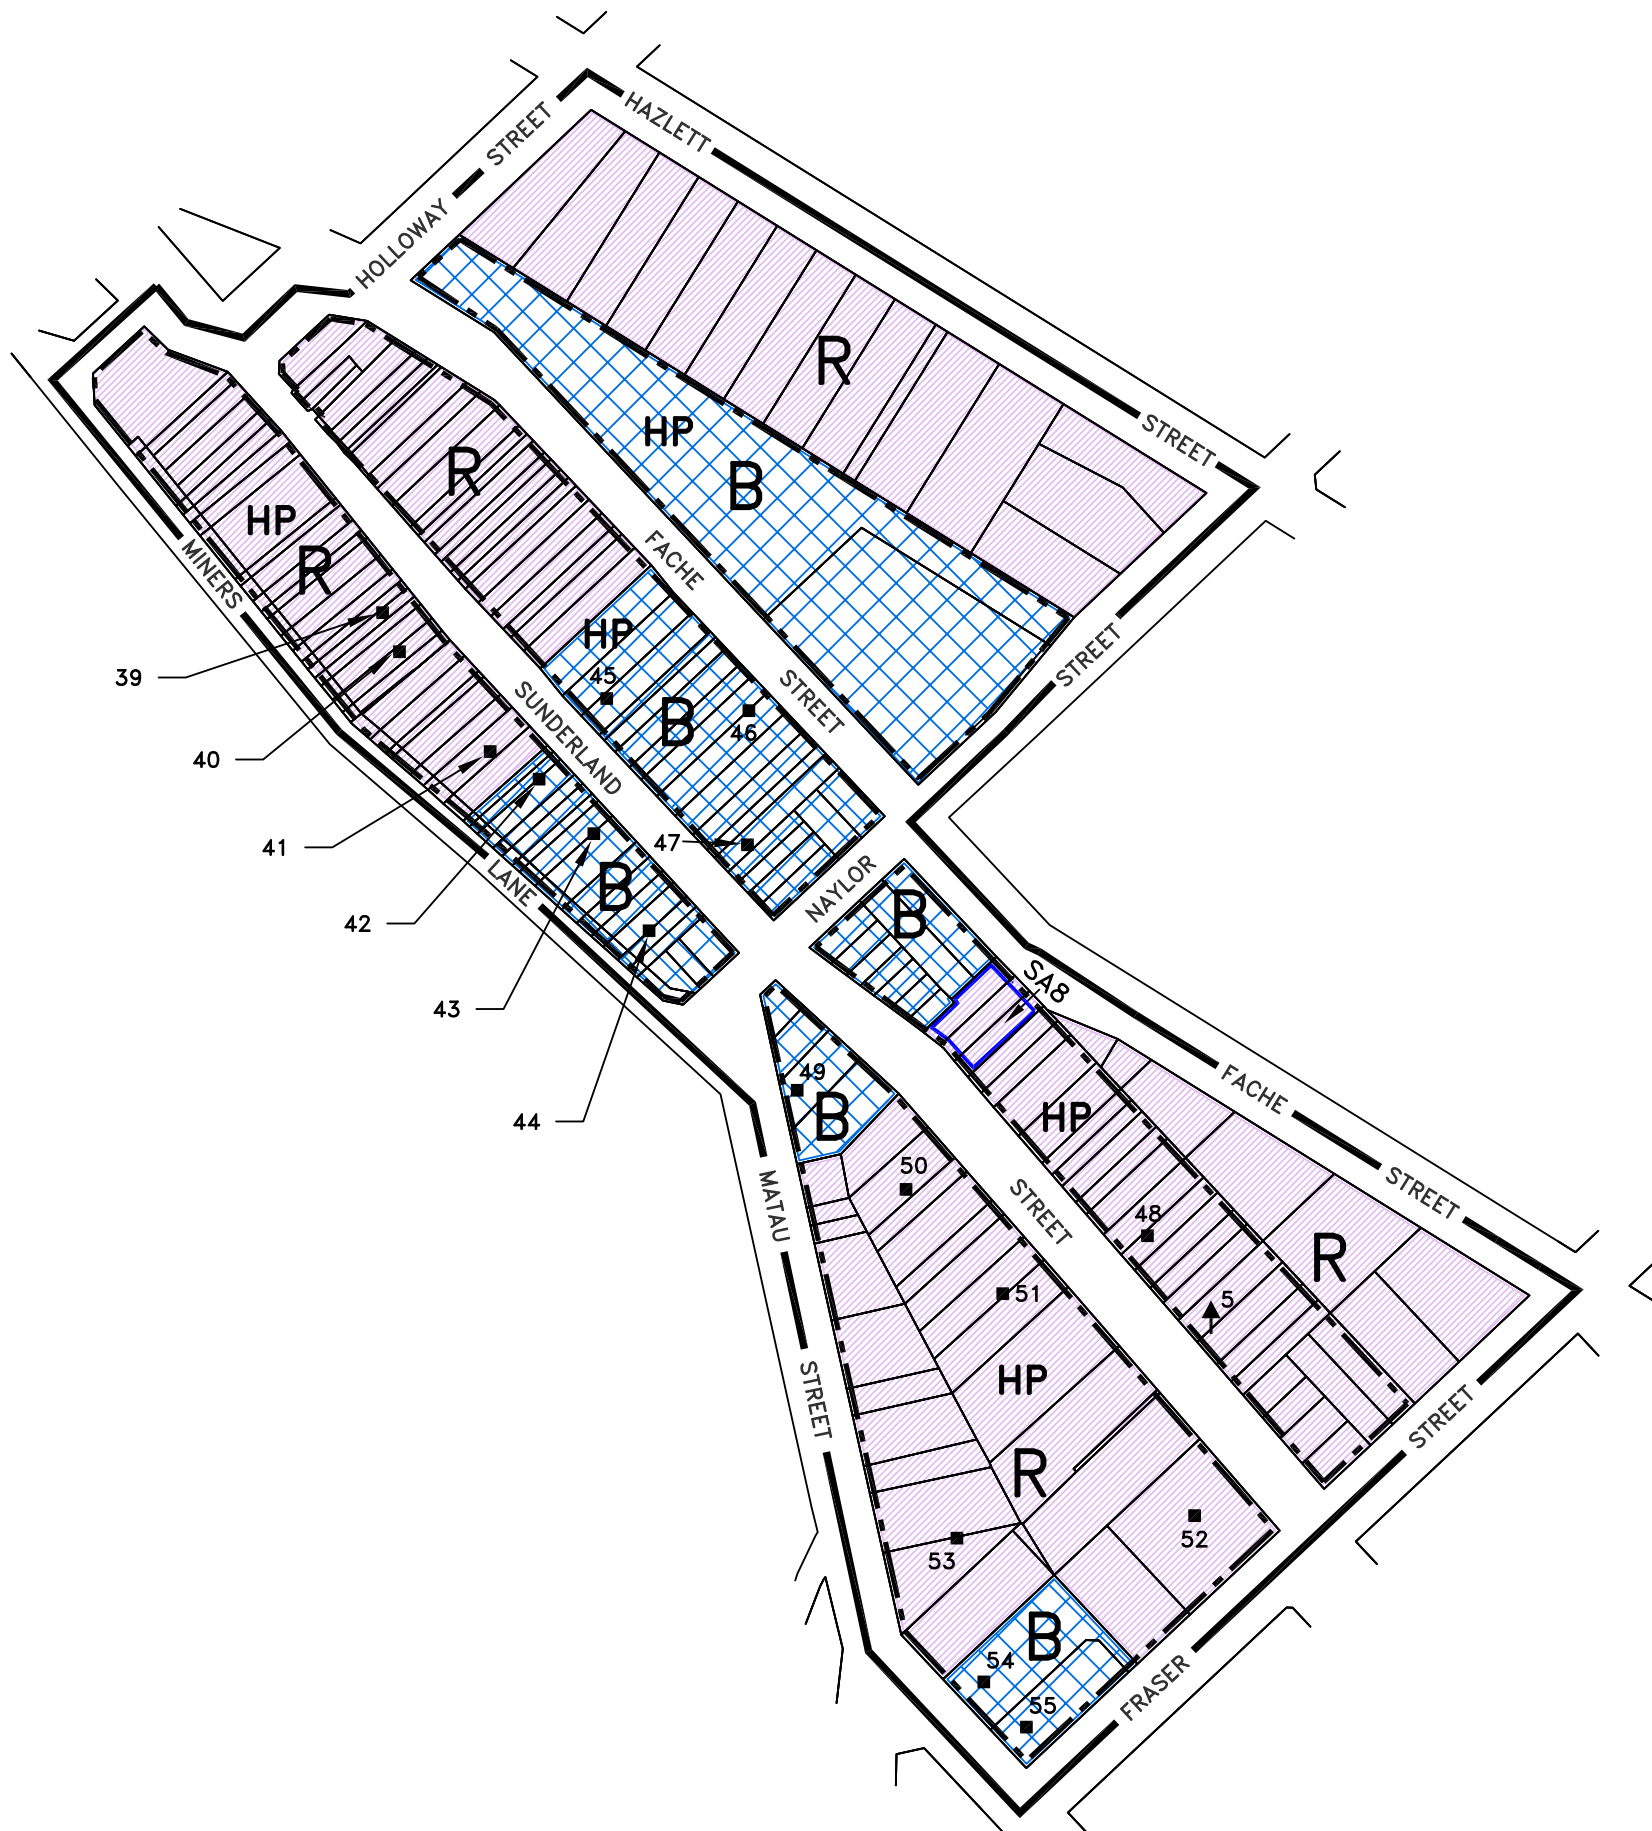 HAZLETT
STREET
HOLLOWAY
R
STREET
HP
B
R
FACHE
HP
R
MINERS
STREET
HP
45
39
SUNDERLAND
STREET
B
46
40
47
41
B
LANE
NAYLOR
B
42
43
SA8
44
49
B
FACHE
HP
50
STREET
MATAU
STREET
48
R
51
5
STREET
HP
STREET
R
52
53
B
54
FRASER
55